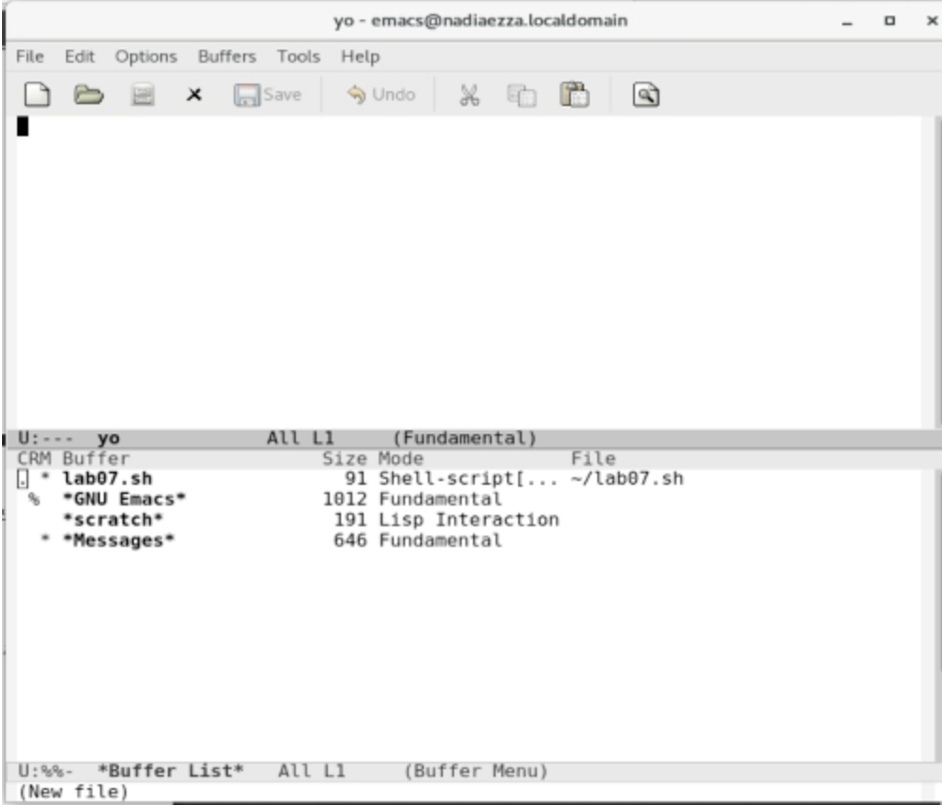 yo - emacs@nadiaezza.localdomain
File Edit Options Buffers Tools Help
Save Undo
U:--- yo All L1 (Fundamental)
CRM Buffer Size Mode File
. * lab07.sh 91 Shell-script[... ~/lab07.sh
% *GNU Emacs* 1012 Fundamental
*scratch* 191 Lisp Interaction
* *Messages* 646 Fundamental
U:%%- *Buffer List* All L1 (Buffer Menu)
(New file)